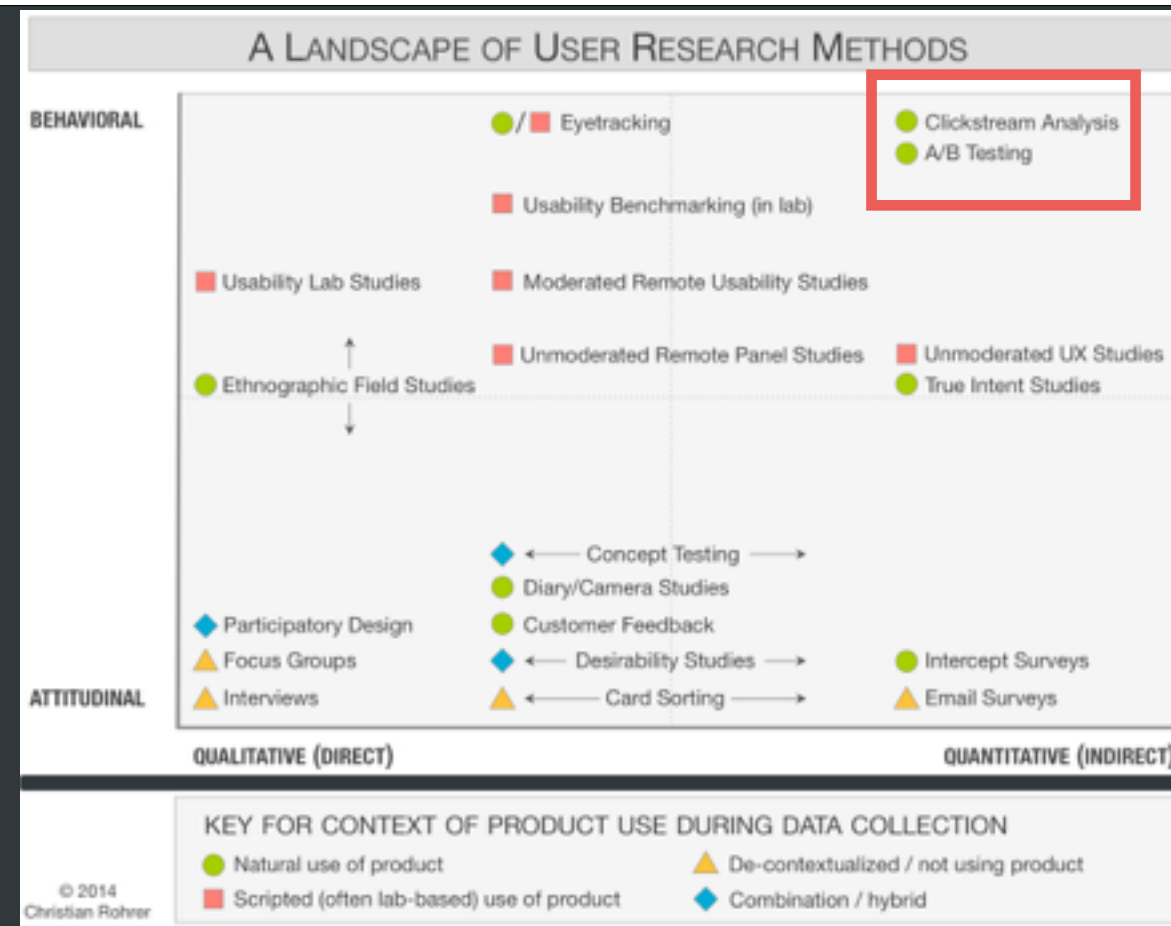 A LANDSCAPE OF USER RESEARCH METHODS
BEHAVIORAL
/ Eyetracking
Clickstream Analysis
A/B Testing
Usability Benchmarking (in lab)
Usability Lab Studies
Moderated Remote Usability Studies
Unmoderated Remote Panel Studies
Unmoderated UX Studies
Ethnographic Field Studies
True Intent Studies
Concept Testing
Diary/Camera Studies
Participatory Design
Customer Feedback
Focus Groups
Desirability Studies
Intercept Surveys
ATTITUDINAL
Interviews
Card Sorting
Email Surveys
QUALITATIVE (DIRECT)
QUANTITATIVE (INDIRECT)
KEY FOR CONTEXT OF PRODUCT USE DURING DATA COLLECTION
Natural use of product
De-contextualized / not using product
Scripted (often lab-based) use of product
Combination / hybrid
© 2014
Christian Rohrer